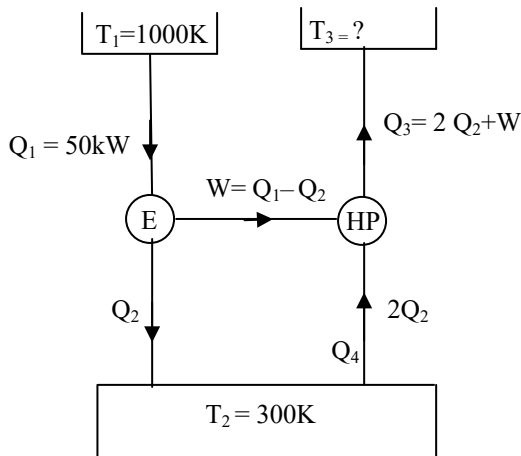 T1=1000K
T3 = ?
Q1 = 50kW
Q3= 2 Q2+W
W= Q1−Q2
E
HP
Q2
2Q2
Q4
T2 = 300K